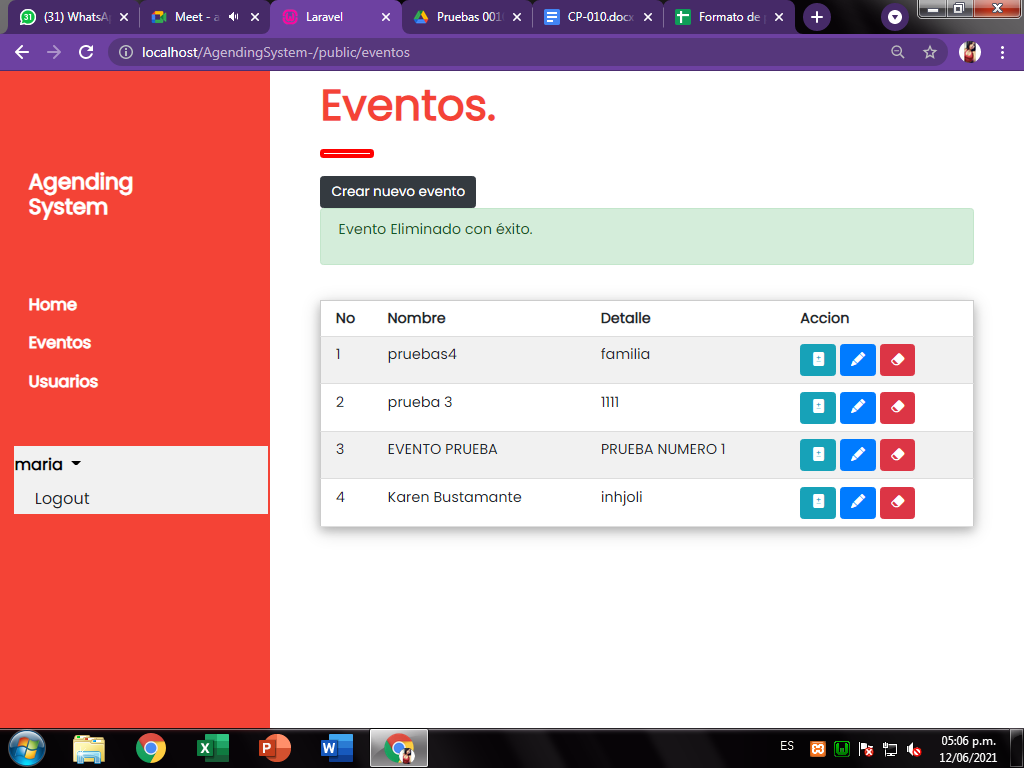 (31) WhatsA
Meet - a
Laravel
Pruebas 001
CP-010.docx
Formato de
localhost/AgendingSystem-/public/eventos
Agending
System
Home
Eventos
Usuarios
maria
Logout
Eventos.
Crear nuevo evento
Evento Eliminado con éxito.
No Nombre Detalle Accion
1 pruebas4 familia
2 prueba 3 1111
3 EVENTO PRUEBA PRUEBA NUMERO 1
4 Karen Bustamante inhjoli
ES
05:06 p.m.
12/06/2021